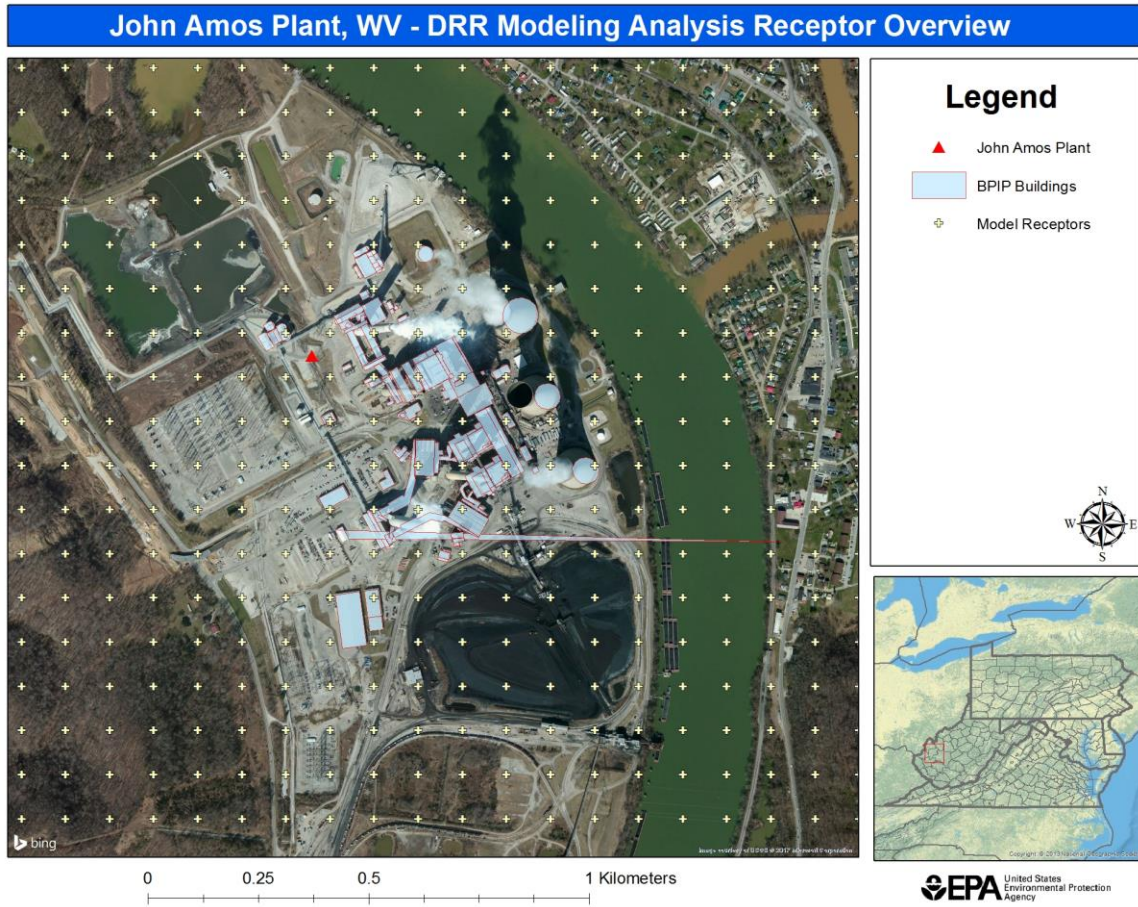 John Amos Plant, WV - DRR Modeling Analysis Receptor Overview
Legend
John Amos Plant
BPIP Buildings
Model Receptors
N
W
E
S
bing
0
0.25
0.5
1 Kilometers
EPA
United States
Environmental Protection
Agency